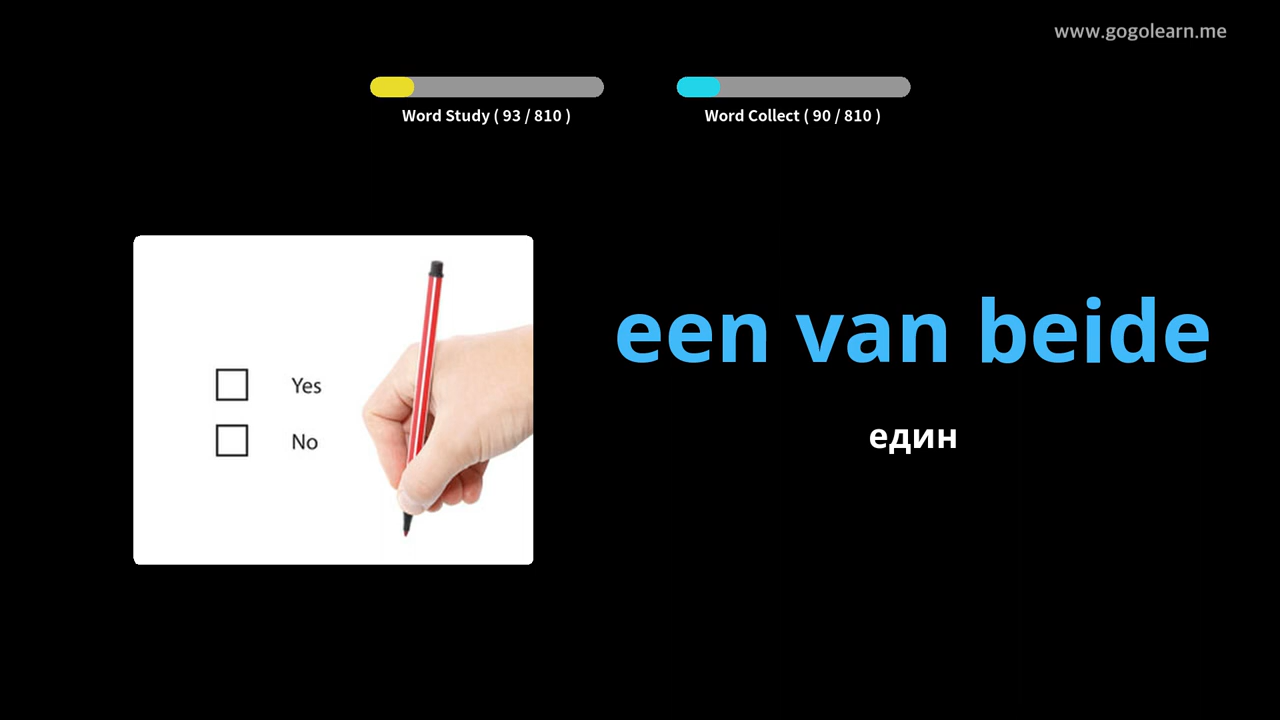 www.gogolearn.me
Word Study ( 93 / 810 )
Word Collect ( 90 / 810 )
Yes
No
een van beide
един